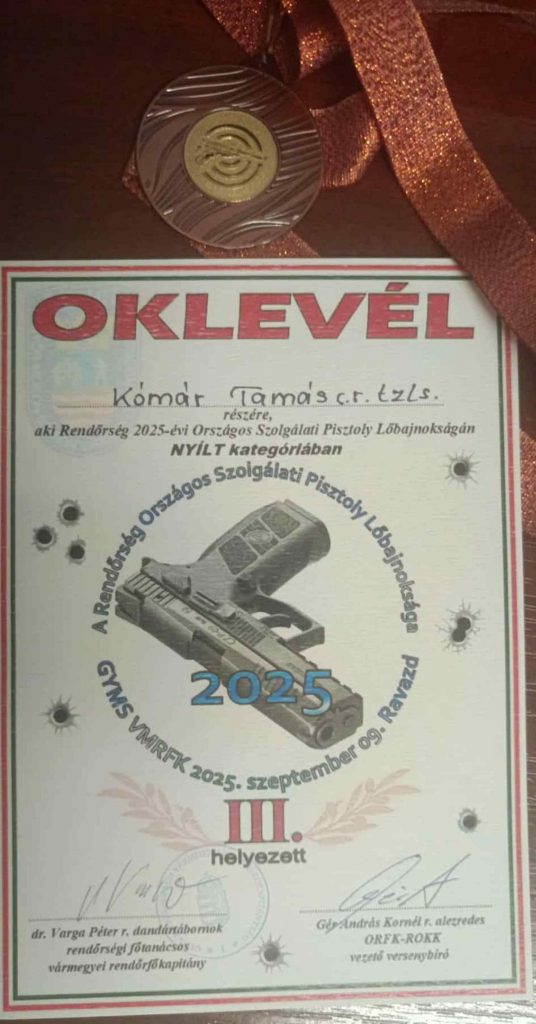 OKLEVÉL
Kómár Tamás c.r. tzls.
részére,
aki Rendőrség 2025-évi Országos Szolgálati Pisztoly Lőbajnokságán
NYÍLT kategóriában
A Rendőrség Országos Szolgálati Pisztoly Lőbajnoksága
2025
GYMS VMRFK 2025. szeptember 09. Ravazd
III.
helyezett
dr. Varga Péter r. dandártábornok
rendőrségi főtanácsos
vármegyei rendőrfőkapitány
Gér András Kornél r. alezredes
ORFK-ROKK
vezető versenybíró